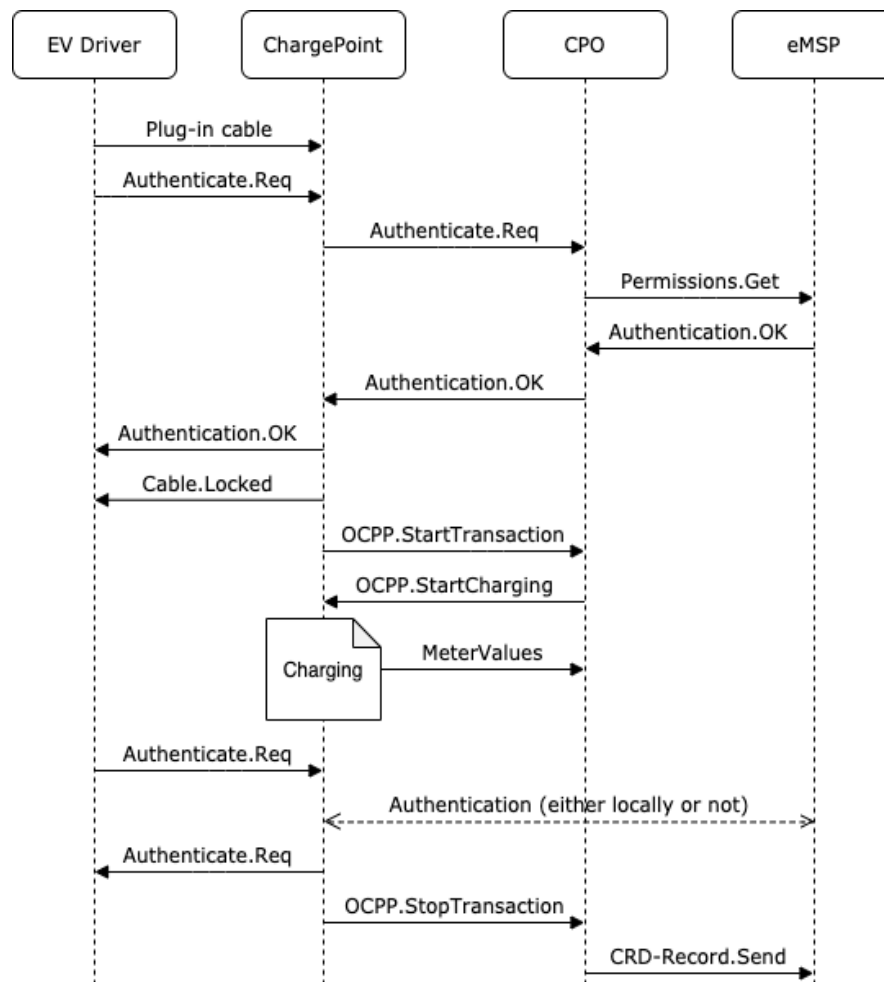 EV Driver
ChargePoint
CPO
eMSP
Plug-in cable
Authenticate.Req
Authenticate.Req
Permissions.Get
Authentication.OK
Authentication.OK
Authentication.OK
Cable.Locked
OCPP.StartTransaction
OCPP.StartCharging
MeterValues
Charging
Authenticate.Req
Authentication (either locally or not)
Authenticate.Req
OCPP.StopTransaction
CRD-Record.Send